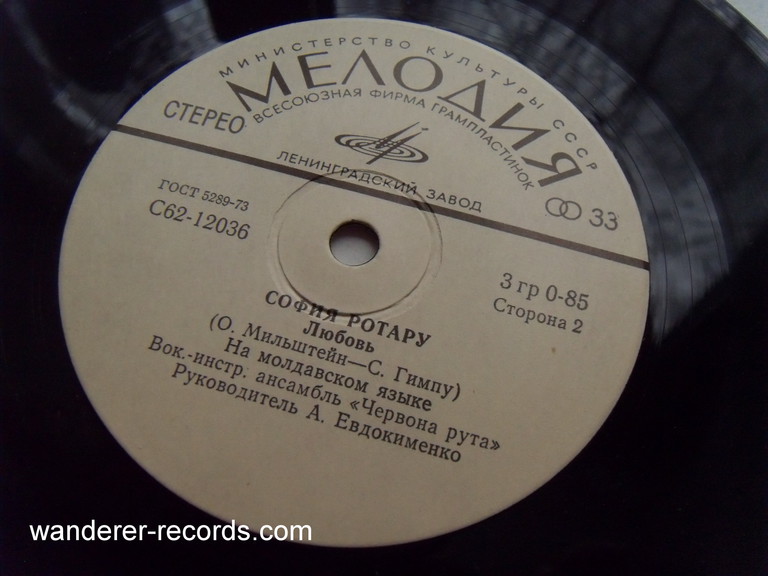 МИНИСТЕРСТВО КУЛЬТУРЫ СССР
МЕЛОДИЯ
ВСЕСОЮЗНАЯ ФИРМА ГРАМПЛАСТИНОК
СТЕРЕО
ЛЕНИНГРАДСКИЙ ЗАВОД
33
ГОСТ 5289-73
С62-12036
3 гр 0-85
Сторона 2
СОФИЯ РОТАРУ
Любовь
(О. Мильштейн—С. Гимпу)
На молдавском языке
Вок.-инстр. ансамбль «Червона рута»
Руководитель А. Евдокименко
wanderer-records.com